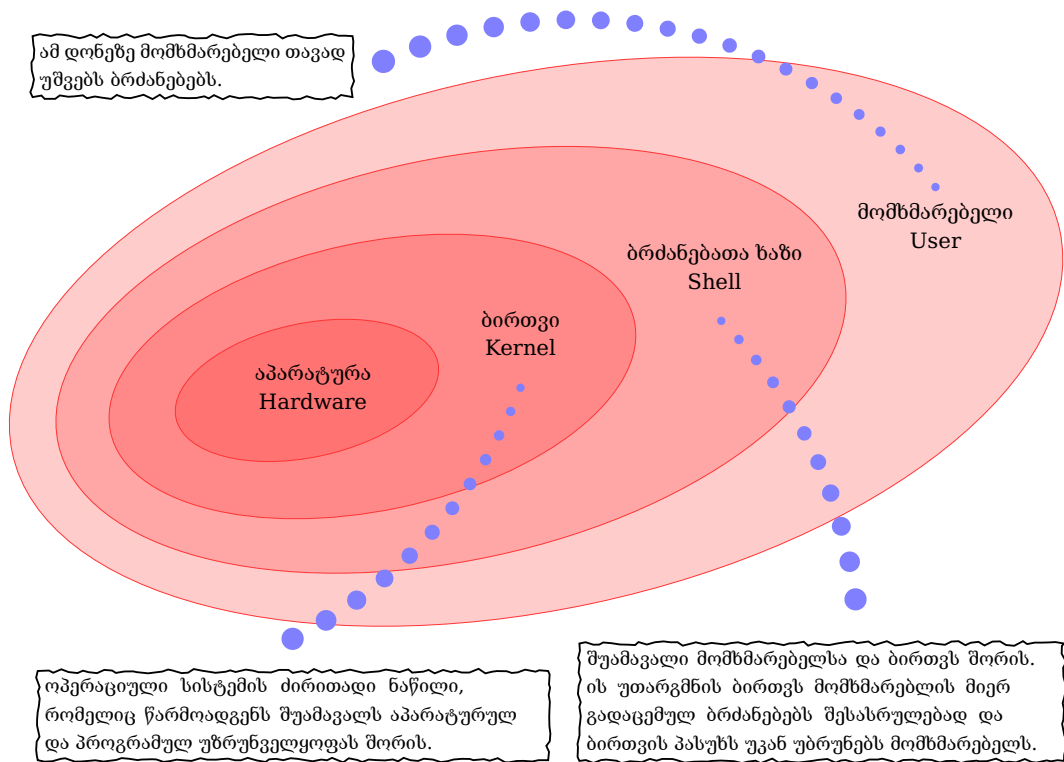 ამ დონეზე მომხმარებელი თავად
უშვებს ბრძანებებს.
მომხმარებელი
User
ბრძანებათა ხაზი
Shell
ბირთვი
Kernel
აპარატურა
Hardware
ოპერაციული სისტემის ძირითადი ნაწილი,
რომელიც წარმოადგენს შუამავალს აპარატურულ
და პროგრამულ უზრუნველყოფას შორის.
შუამავალი მომხმარებელსა და ბირთვს შორის.
ის უთარგმნის ბირთვს მომხმარებლის მიერ
გადაცემულ ბრძანებებს შესასრულებად და
ბირთვის პასუხს უკან უბრუნებს მომხმარებელს.